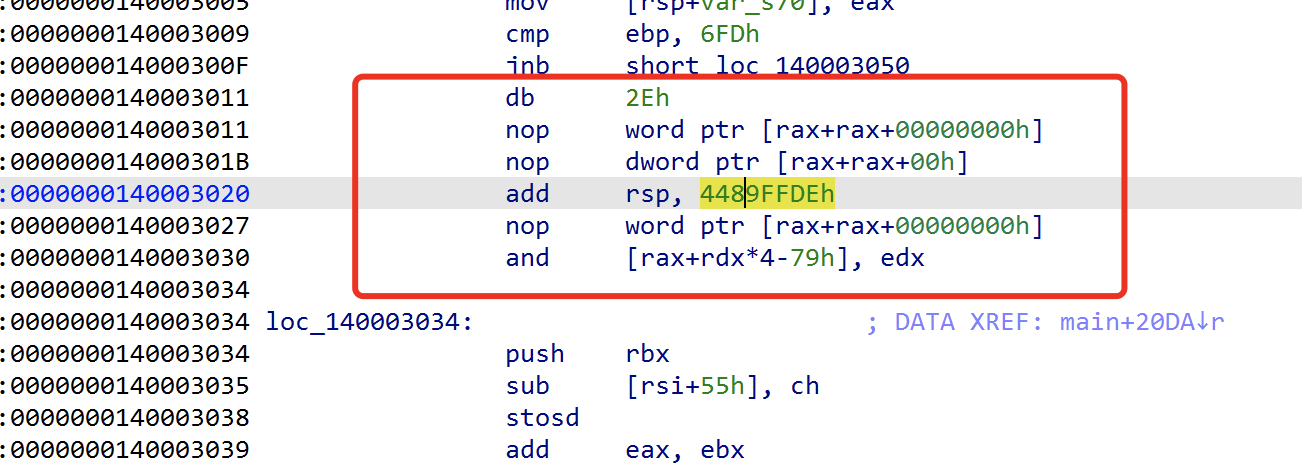 :0000000140003005 mov [rsp+var_s70], eax
:0000000140003009 cmp ebp, 6FDh
:000000014000300F jnb short loc_140003050
:0000000140003011 db 2Eh
:0000000140003011 nop word ptr [rax+rax+00000000h]
:000000014000301B nop dword ptr [rax+rax+00h]
:0000000140003020 add rsp, 4489FFDEh
:0000000140003027 nop word ptr [rax+rax+00000000h]
:0000000140003030 and [rax+rdx*4-79h], edx
:0000000140003034
:0000000140003034 loc_140003034: ; DATA XREF: main+20DA↓r
:0000000140003034 push rbx
:0000000140003035 sub [rsi+55h], ch
:0000000140003038 stosd
:0000000140003039 add eax, ebx